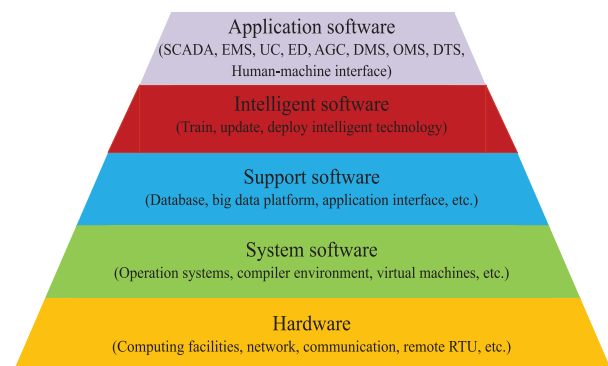 Application software
(SCADA, EMS, UC, ED, AGC, DMS, OMS, DTS,
Human-machine interface)
Intelligent software
(Train, update, deploy intelligent technology)
Support software
(Database, big data platform, application interface, etc.)
System software
(Operation systems, compiler environment, virtual machines, etc.)
Hardware
(Computing facilities, network, communication, remote RTU, etc.)